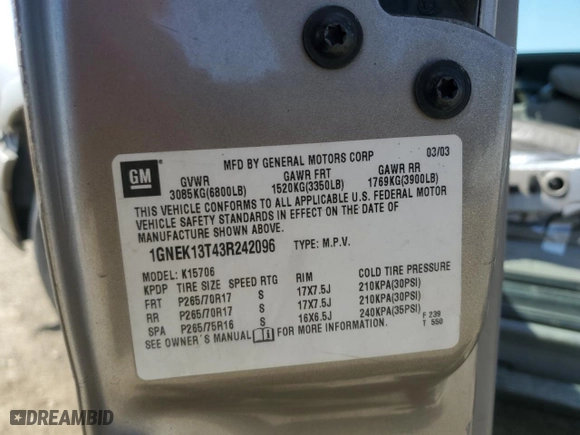 GM
MFD BY GENERAL MOTORS CORP 03/03
GVWR GAWR FRT GAWR RR
3085KG(6800LB) 1520KG(3350LB) 1769KG(3900LB)
THIS VEHICLE CONFORMS TO ALL APPLICABLE U.S. FEDERAL MOTOR
VEHICLE SAFETY STANDARDS IN EFFECT ON THE DATE OF
MANUFACTURE SHOWN ABOVE.
1GNEK13T43R242096 TYPE: M.P.V.
MODEL: K15706
KPDP TIRE SIZE SPEED RTG RIM COLD TIRE PRESSURE
FRT P265/70R17 S 17X7.5J 210KPA(30PSI)
RR P265/70R17 S 17X7.5J 210KPA(30PSI)
SPA P265/75R16 S 16X6.5J 240KPA(35PSI)
SEE OWNER'S MANUAL FOR MORE INFORMATION.
F 239
T 550
DREAMBID